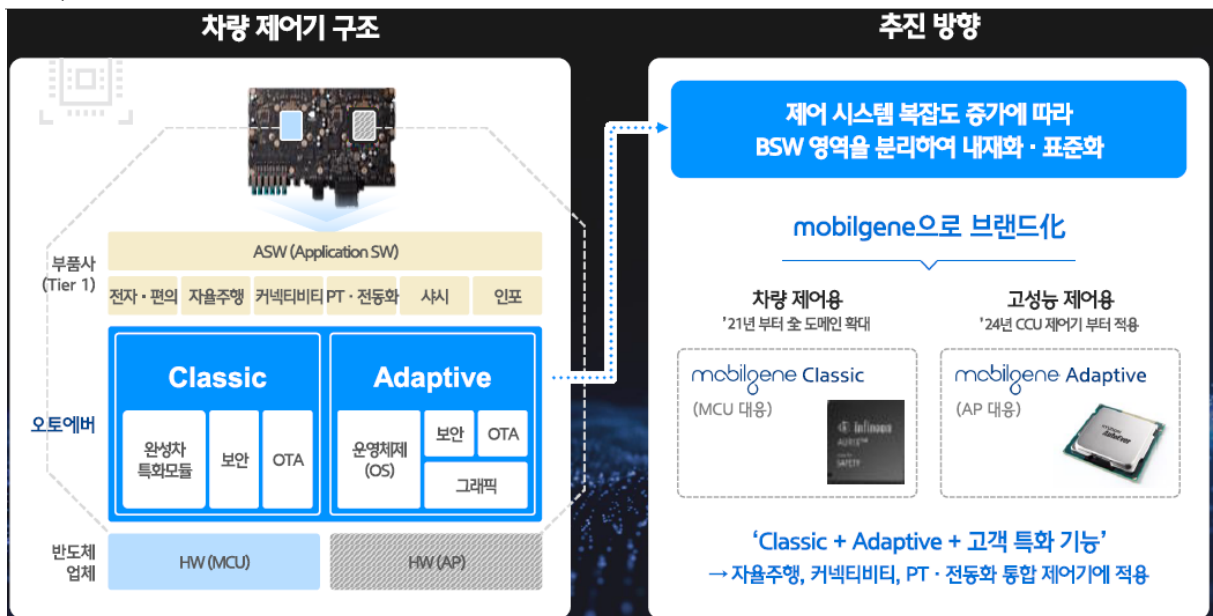 차량 제어기 구조
부품사
(Tier 1)
ASW (Application SW)
전자・편의 자율주행 커넥티비티 PT・전동화 샤시 인포
오토에버
Classic
완성차
특화모듈
보안
OTA
Adaptive
운영체제
(OS)
보안
OTA
그래픽
반도체
업체
HW (MCU)
HW (AP)
추진 방향
제어 시스템 복잡도 증가에 따라
BSW 영역을 분리하여 내재화・표준화
mobilgene으로 브랜드化
차량 제어용
'21년 부터 全 도메인 확대
mobilgene Classic
(MCU 대응)
Infineon
AURIX™
SAFETY
고성능 제어용
'24년 CCU 제어기 부터 적용
mobilgene Adaptive
(AP 대응)
AutoEver
‘Classic + Adaptive + 고객 특화 기능’
→ 자율주행, 커넥티비티, PT・전동화 통합 제어기에 적용